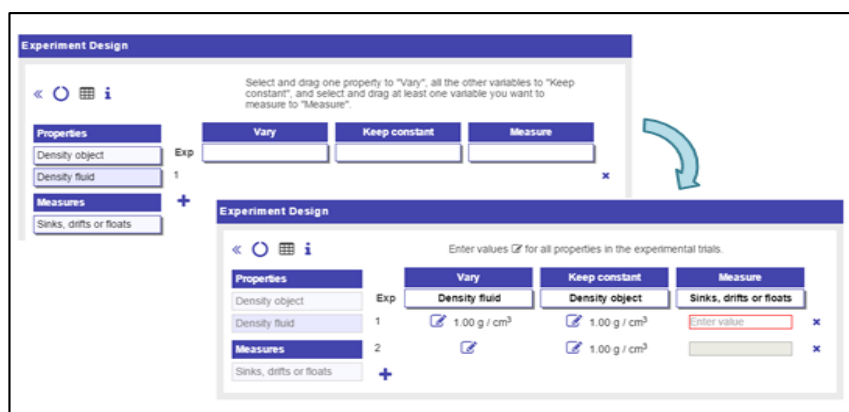 Experiment Design
Select and drag one property to "Vary", all the other variables to "Keep
constant", and select and drag at least one variable you want to
measure to "Measure".
Properties
Vary Keep constant Measure
Density object
Exp
Density fluid
1
Measures
Sinks, drifts or floats
Experiment Design
Enter values for all properties in the experimental trials.
Properties
Vary Keep constant Measure
Density object
Exp Density fluid Density object Sinks, drifts or floats
Density fluid
1 1.00 g / cm³ 1.00 g / cm³ Enter value
Measures
2 1.00 g / cm³
Sinks, drifts or floats